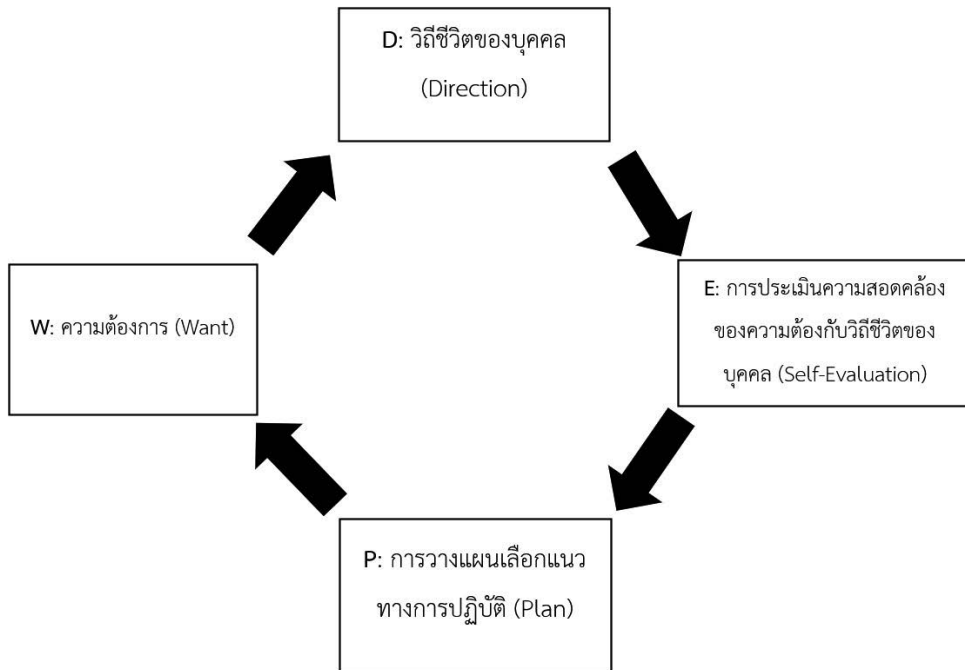 D: วิถีชีวิตของบุคคล
(Direction)
W: ความต้องการ (Want)
E: การประเมินความสอดคล้อง
ของความต้องกับวิถีชีวิตของ
บุคคล (Self-Evaluation)
P: การวางแผนเลือกแนว
ทางการปฏิบัติ (Plan)